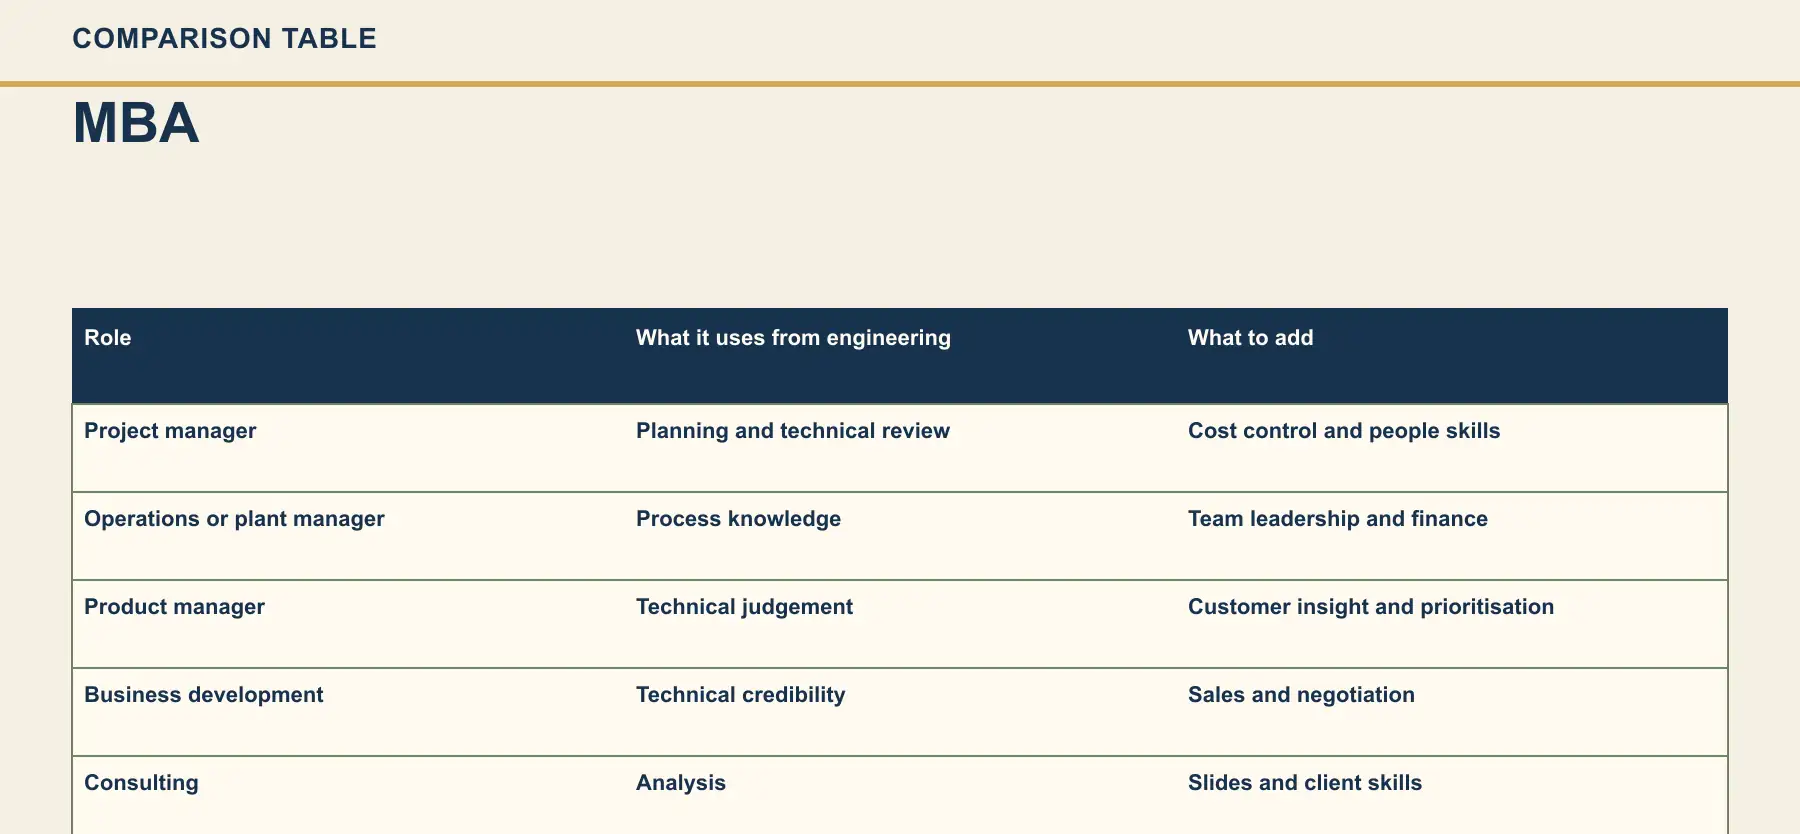 COMPARISON TABLE
MBA
Role What it uses from engineering What to add
Project manager Planning and technical review Cost control and people skills
Operations or plant manager Process knowledge Team leadership and finance
Product manager Technical judgement Customer insight and prioritisation
Business development Technical credibility Sales and negotiation
Consulting Analysis Slides and client skills